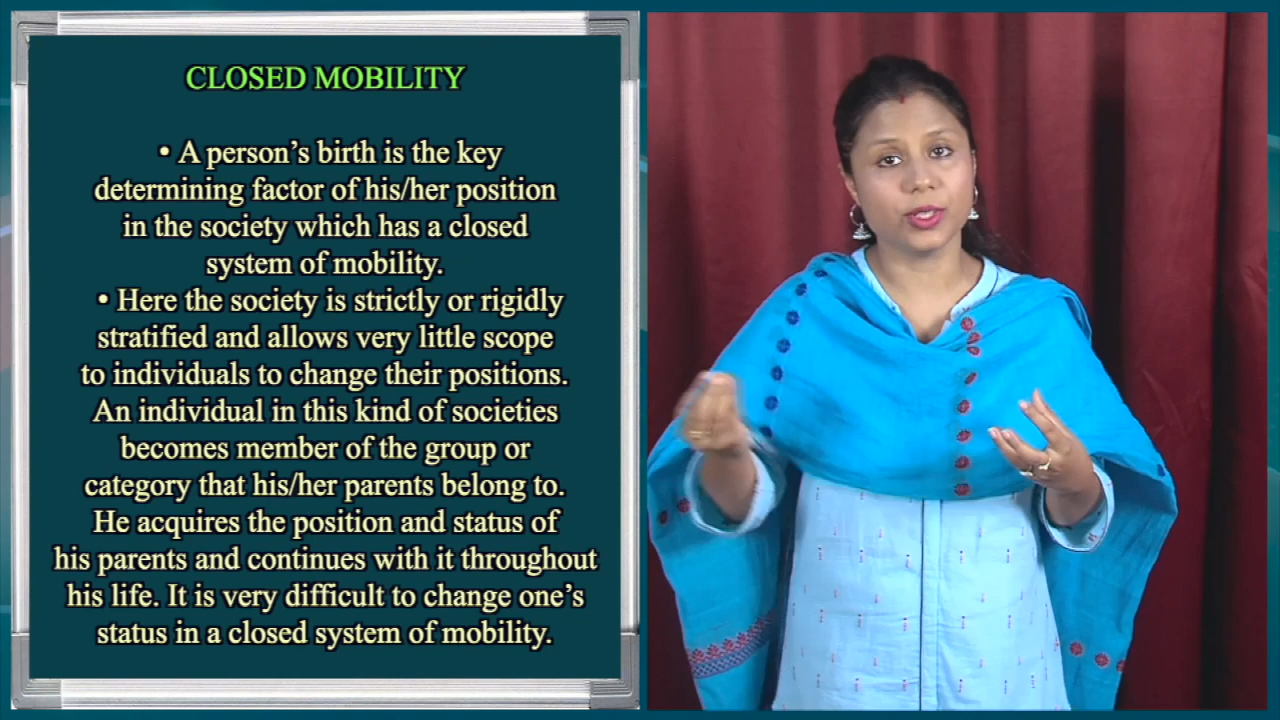 CLOSED MOBILITY
• A person’s birth is the key
determining factor of his/her position
in the society which has a closed
system of mobility.
• Here the society is strictly or rigidly
stratified and allows very little scope
to individuals to change their positions.
An individual in this kind of societies
becomes member of the group or
category that his/her parents belong to.
He acquires the position and status of
his parents and continues with it throughout
his life. It is very difficult to change one’s
status in a closed system of mobility.